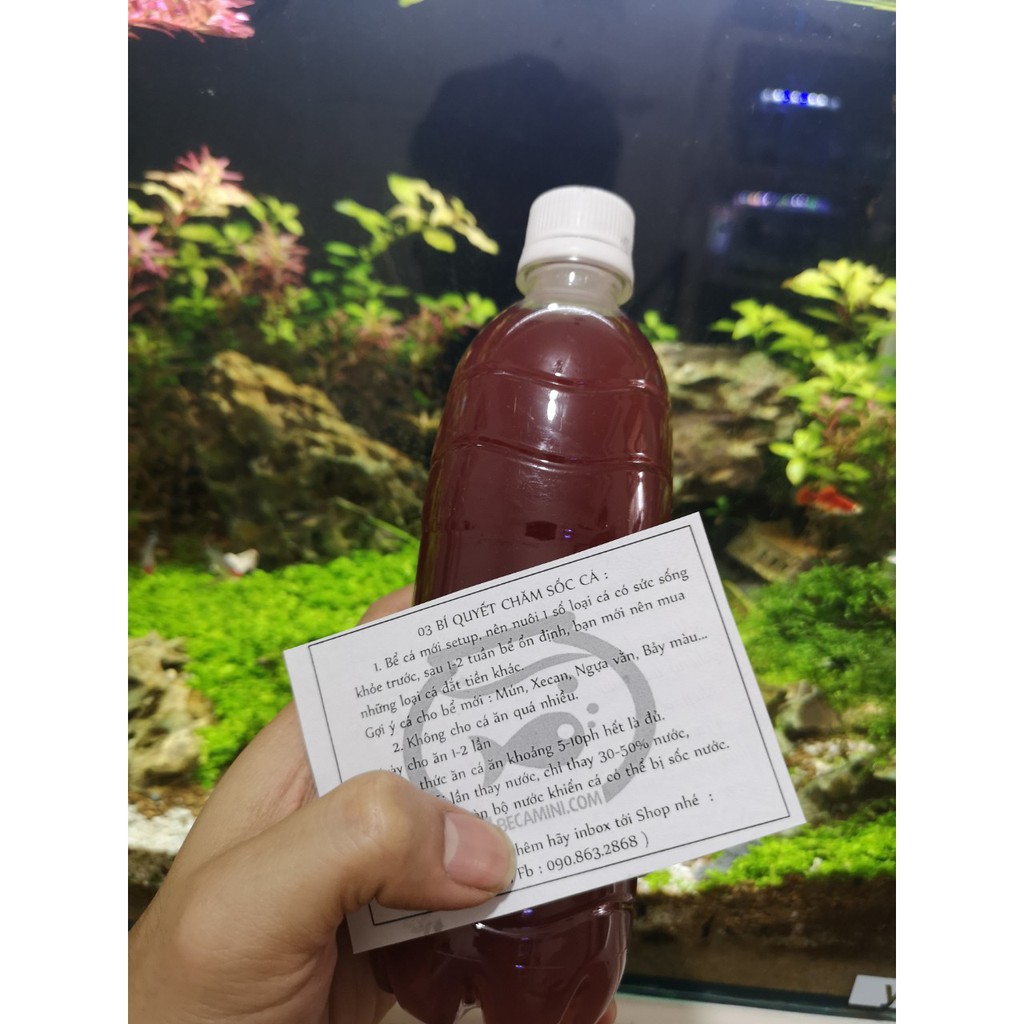 03 BÍ QUYẾT CHĂM SỐC CÁ :
1. Bể cá mới setup, nên nuôi 1 số loại cá có sức sống
khỏe trước, sau 1-2 tuần bể ổn định, bạn mới nên mua
những loại cá đắt tiền khác.
Gợi ý cá cho bể mới : Mún, Xecan, Ngựa vằn, Bảy màu...
2. Không cho cá ăn quá nhiều.
cho ăn 1-2 lần
thức ăn cá ăn khoảng 5-10ph hết là đủ.
lần thay nước, chỉ thay 30-50% nước,
bộ nước khiến cá có thể bị sốc nước.
BECAMINI.COM
hãy inbox tới Shop nhé :
Fb : 090.863.2868 )